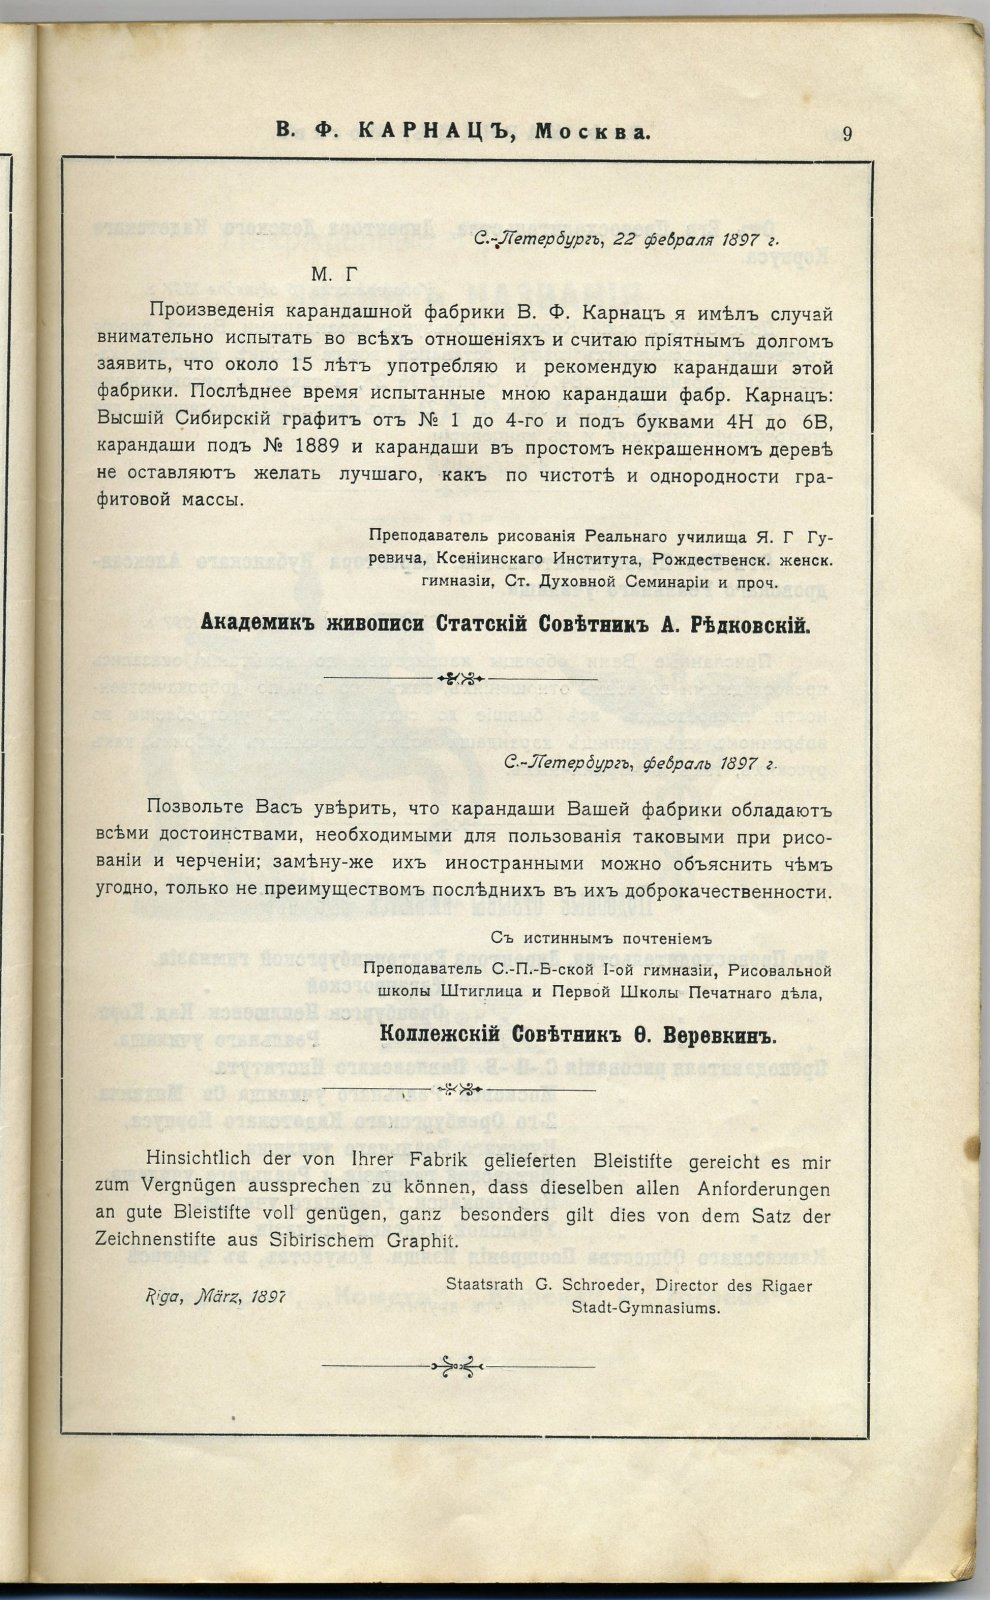 В. Ф. КАРНАЦЪ, Москва.
9
С.-Петербургъ, 22 февраля 1897 г.
М. Г
Произведенія карандашной фабрики В. Ф. Карнацъ я имѣлъ случай
внимательно испытать во всѣхъ отношеніяхъ и считаю пріятнымъ долгомъ
заявить, что около 15 лѣтъ употребляю и рекомендую карандаши этой
фабрики. Послѣднее время испытанные мною карандаши фабр. Карнацъ:
Высшій Сибирскій графитъ отъ № 1 до 4-го и подъ буквами 4H до 6B,
карандаши подъ № 1889 и карандаши въ простомъ некрашенномъ деревѣ
не оставляютъ желать лучшаго, какъ по чистотѣ и однородности гра-
фитовой массы.
Преподаватель рисованія Реальнаго училища Я. Г Гу-
ревича, Ксеніинскаго Института, Рождественск. женск.
гимназіи, Ст. Духовной Семинаріи и проч.
Академикъ живописи Статскій Совѣтникъ А. Рѣдковскій.
С.-Петербургъ, февраль 1897 г.
Позвольте Васъ увѣрить, что карандаши Вашей фабрики обладаютъ
всѣми достоинствами, необходимыми для пользованія таковыми при рисо-
ваніи и черченіи; замѣну-же ихъ иностранными можно объяснить чѣмъ
угодно, только не преимуществомъ послѣднихъ въ ихъ доброкачественности.
Съ истиннымъ почтеніемъ
Преподаватель С.-П.-Б-ской I-ой гимназіи, Рисовальной
школы Штиглица и Первой Школы Печатнаго дѣла,
Коллежскій Совѣтникъ Ѳ. Веревкинъ.
Hinsichtlich der von Ihrer Fabrik gelieferten Bleistifte gereicht es mir
zum Vergnügen aussprechen zu können, dass dieselben allen Anforderungen
an gute Bleistifte voll genügen, ganz besonders gilt dies von dem Satz der
Zeichnenstifte aus Sibirischem Graphit.
Riga, März, 1897
Staatsrath G. Schroeder, Director des Rigaer
Stadt-Gymnasiums.